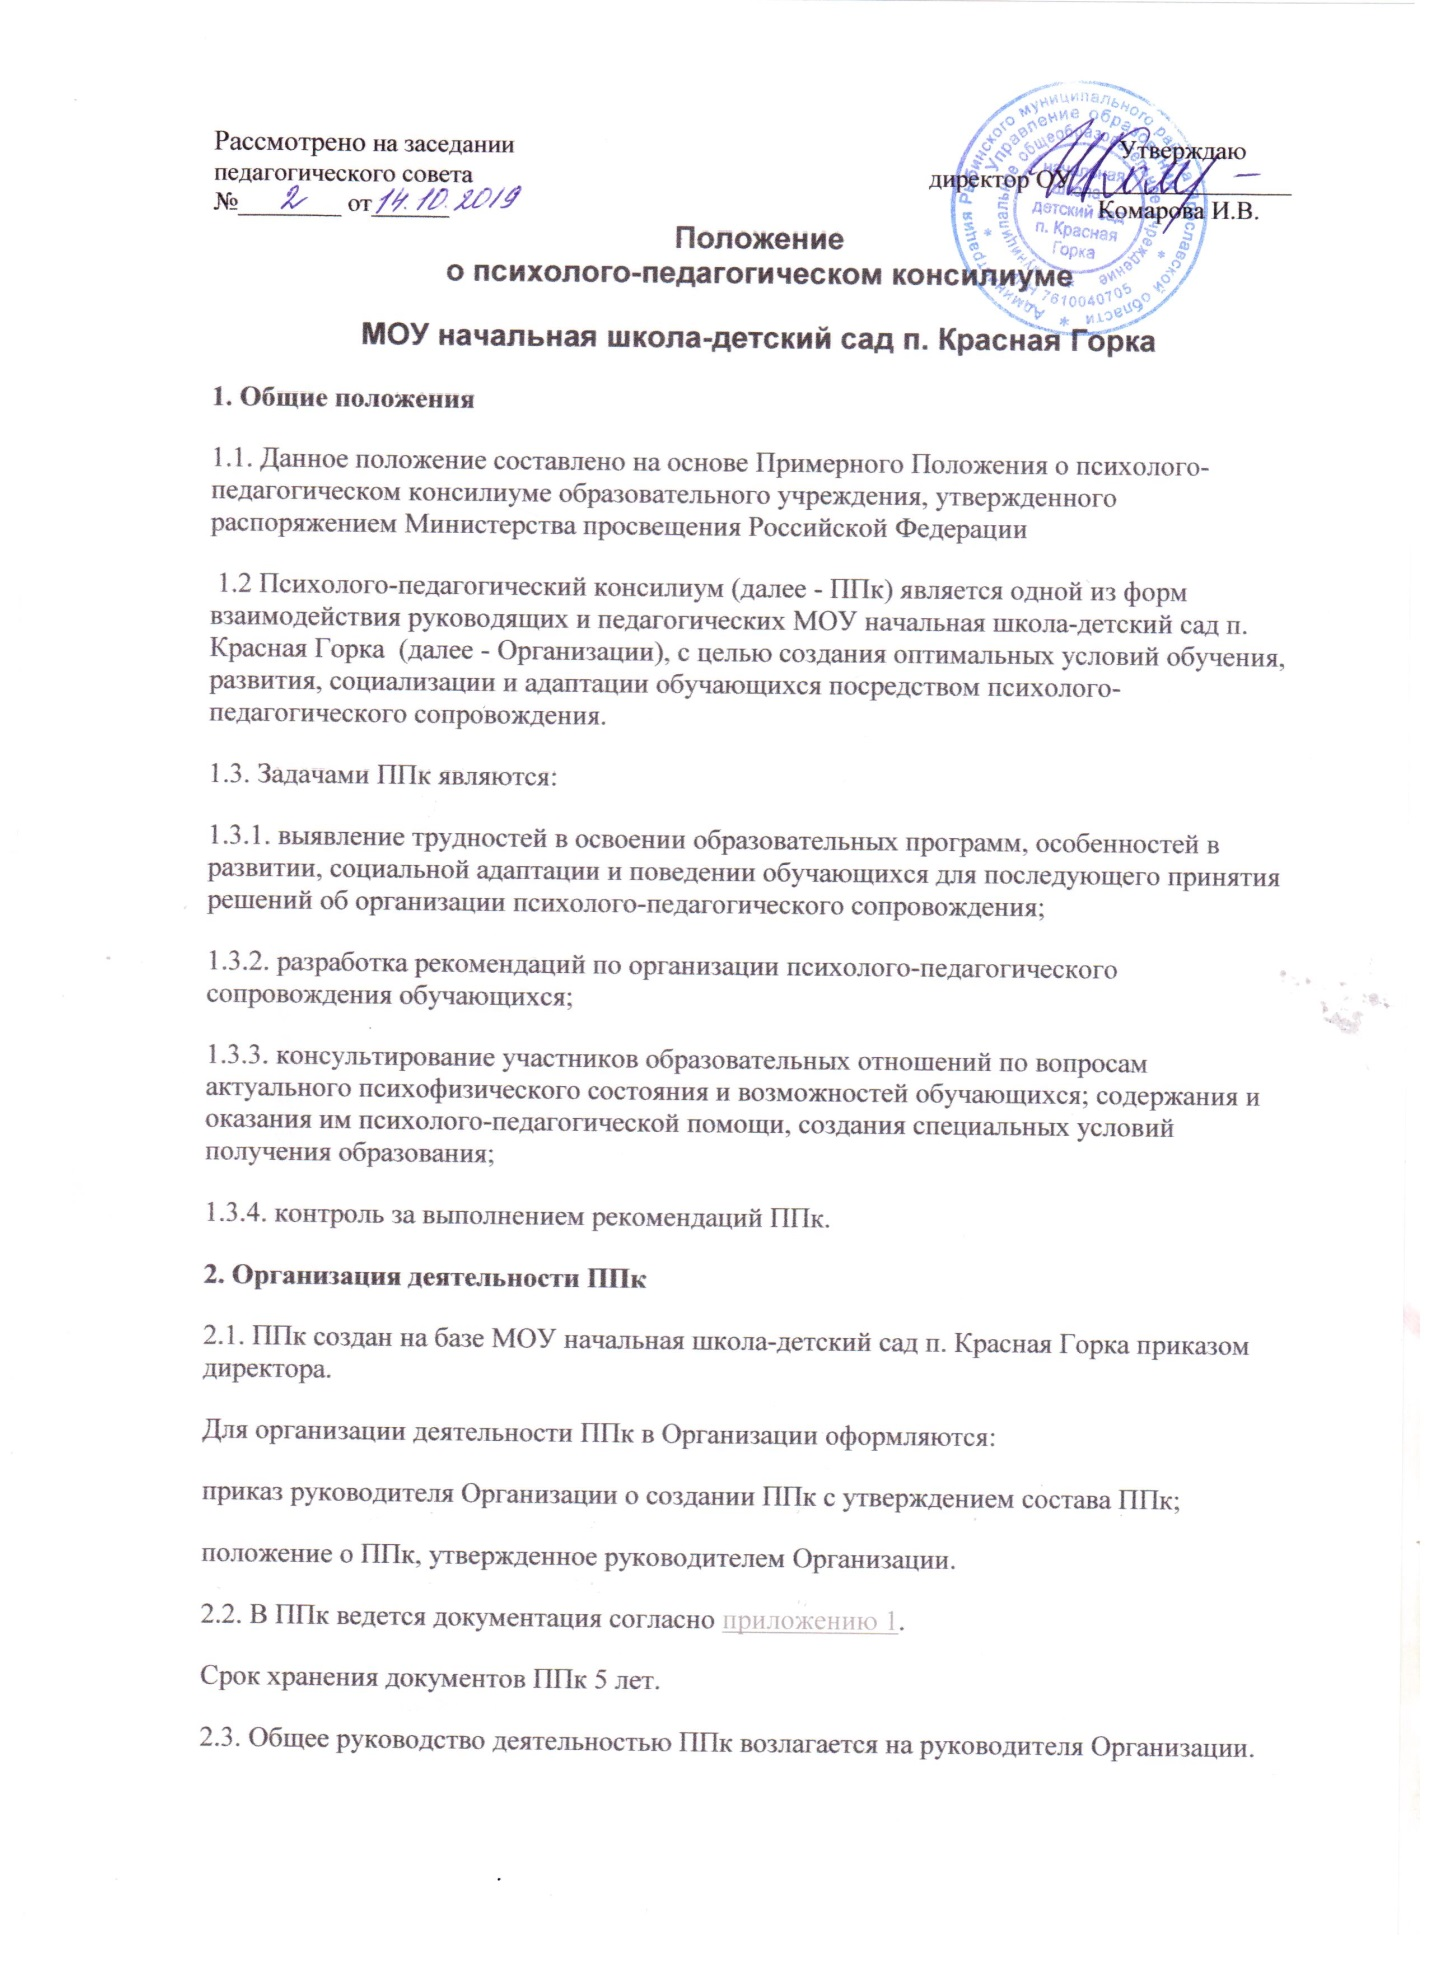 Рассмотрено на заседании
педагогического совета
№ 2 от 14.10.2019
Утверждаю
директор ОУ
Комарова И.В.
начальная
школа
детский сад
п. Красная
Горка
7610040705
Положение
о психолого-педагогическом консилиуме
МОУ начальная школа-детский сад п. Красная Горка
1. Общие положения
1.1. Данное положение составлено на основе Примерного Положения о психолого-
педагогическом консилиуме образовательного учреждения, утвержденного
распоряжением Министерства просвещения Российской Федерации
1.2 Психолого-педагогический консилиум (далее - ППк) является одной из форм
взаимодействия руководящих и педагогических МОУ начальная школа-детский сад п.
Красная Горка (далее - Организации), с целью создания оптимальных условий обучения,
развития, социализации и адаптации обучающихся посредством психолого-
педагогического сопровождения.
1.3. Задачами ППк являются:
1.3.1. выявление трудностей в освоении образовательных программ, особенностей в
развитии, социальной адаптации и поведении обучающихся для последующего принятия
решений об организации психолого-педагогического сопровождения;
1.3.2. разработка рекомендаций по организации психолого-педагогического
сопровождения обучающихся;
1.3.3. консультирование участников образовательных отношений по вопросам
актуального психофизического состояния и возможностей обучающихся; содержания и
оказания им психолого-педагогической помощи, создания специальных условий
получения образования;
1.3.4. контроль за выполнением рекомендаций ППк.
2. Организация деятельности ППк
2.1. ППк создан на базе МОУ начальная школа-детский сад п. Красная Горка приказом
директора.
Для организации деятельности ППк в Организации оформляются:
приказ руководителя Организации о создании ППк с утверждением состава ППк;
положение о ППк, утвержденное руководителем Организации.
2.2. В ППк ведется документация согласно приложению 1.
Срок хранения документов ППк 5 лет.
2.3. Общее руководство деятельностью ППк возлагается на руководителя Организации.